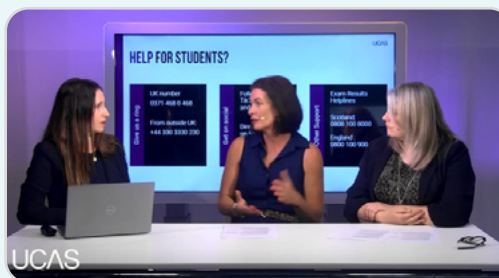 UCAS
HELP FOR STUDENTS?
Give us a ring
UK number
0371 468 0 468
From outside UK:
+44 330 3330 230
Get en social
Other Support
Exam Results
Helplines
Scotland
0808 100 8000
England
0800 100 900
UCAS